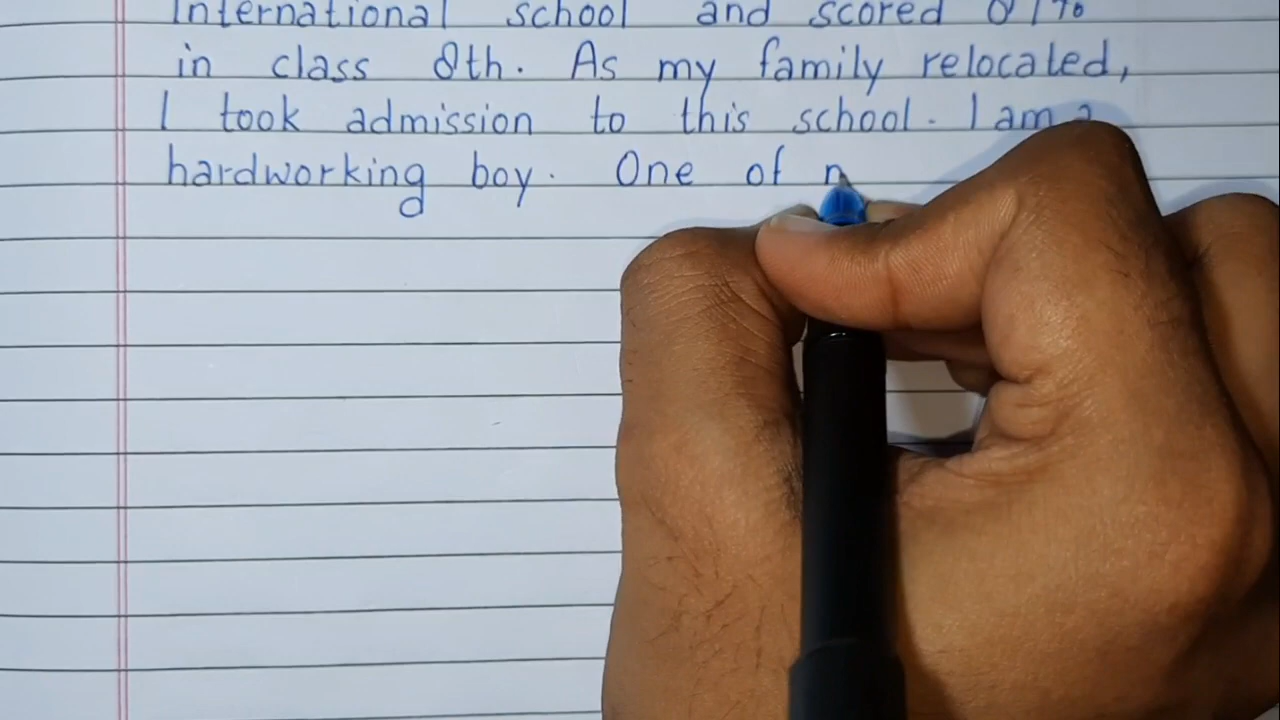 International school and scored 81%
in class 8th. As my family relocated,
I took admission to this school. I am a
hardworking boy. One of